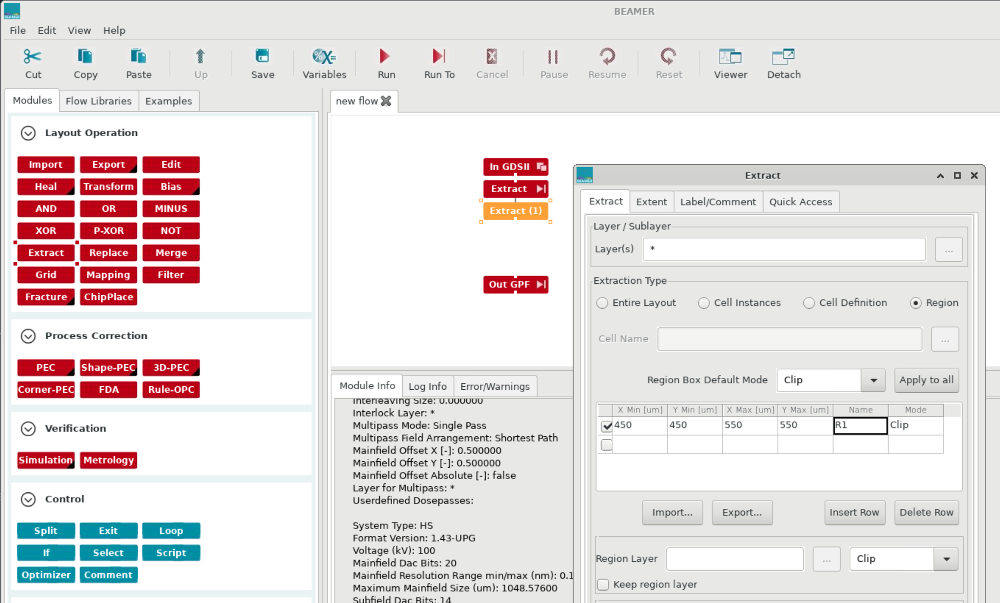 BEAMER
BEAMER
File Edit View Help
Cut Copy Paste Up Save Variables Run Run To Cancel Pause Resume Reset Viewer Detach
Modules Flow Libraries Examples
new flow
Layout Operation
Import Export Edit
Heal Transform Bias
AND OR MINUS
XOR P-XOR NOT
Extract Replace Merge
Grid Mapping Filter
Fracture ChipPlace
Process Correction
PEC Shape-PEC 3D-PEC
Corner-PEC FDA Rule-OPC
Verification
Simulation Metrology
Control
Split Exit Loop
If Select Script
Optimizer Comment
In GDSII
Extract
Extract (1)
Out GPF
Module Info Log Info Error/Warnings
Interleaving Size: 0.000000
Interlock Layer: *
Multipass Mode: Single Pass
Multipass Field Arrangement: Shortest Path
Mainfield Offset X [-]: 0.500000
Mainfield Offset Y [-]: 0.500000
Mainfield Offset Absolute [-]: false
Layer for Multipass: *
Userdefined Dosepasses:
System Type: HS
Format Version: 1.43-UPG
Voltage (kV): 100
Mainfield Dac Bits: 20
Mainfield Resolution Range min/max (nm): 0.1
Maximum Mainfield Size (um): 1048.57600
Subfield Dac Bits: 14
BEAMER
Extract
Extract Extent Label/Comment Quick Access
Layer / Sublayer
Layer(s) * ...
Extraction Type
Entire Layout Cell Instances Cell Definition Region
Cell Name ...
Region Box Default Mode Clip Apply to all
X Min [um] Y Min [um] X Max [um] Y Max [um] Name Mode
450 450 550 550 R1 Clip
Import... Export... Insert Row Delete Row
Region Layer ... Clip
Keep region layer